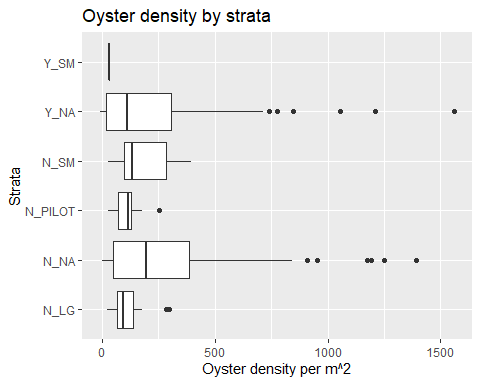 Oyster density by strata
Y_SM
Y_NA
N_SM
N_PILOT
N_NA
N_LG
Strata
0 500 1000 1500
Oyster density per m^2